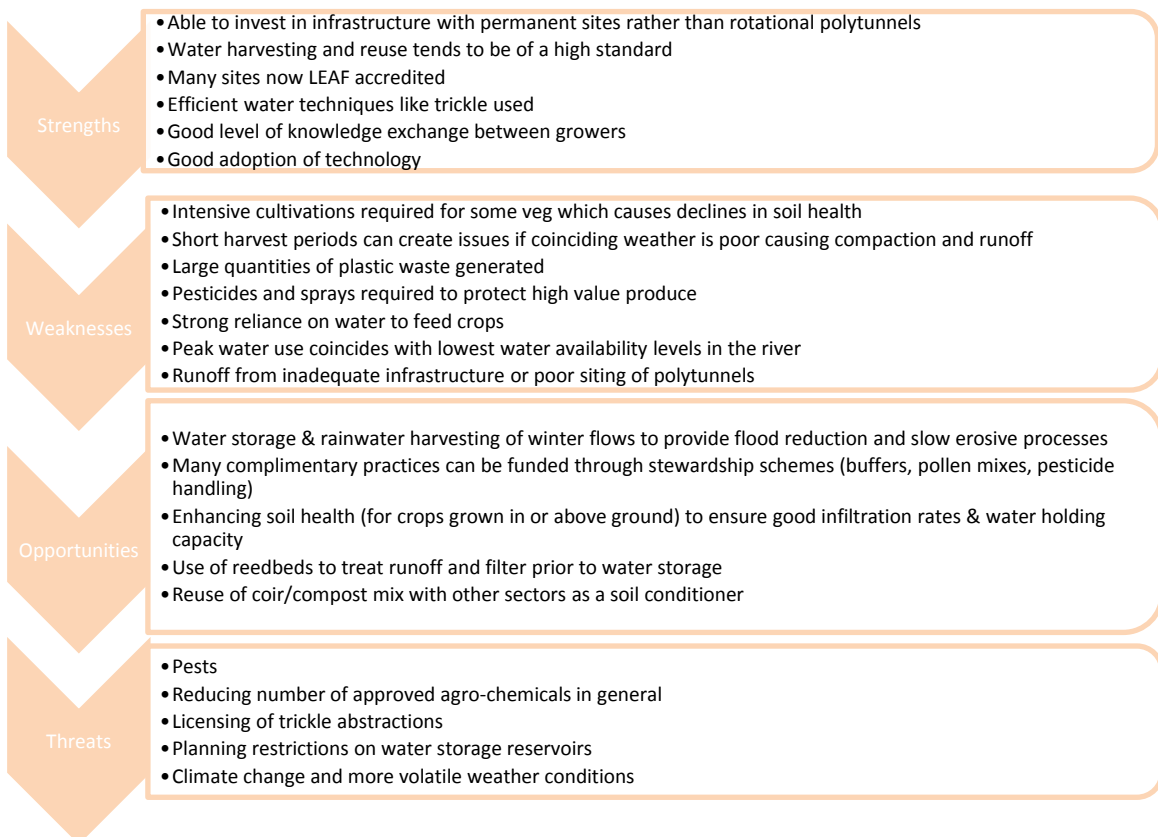 Strengths
•Able to invest in infrastructure with permanent sites rather than rotational polytunnels
•Water harvesting and reuse tends to be of a high standard
•Many sites now LEAF accredited
•Efficient water techniques like trickle used
•Good level of knowledge exchange between growers
•Good adoption of technology
Weaknesses
•Intensive cultivations required for some veg which causes declines in soil health
•Short harvest periods can create issues if coinciding weather is poor causing compaction and runoff
•Large quantities of plastic waste generated
•Pesticides and sprays required to protect high value produce
•Strong reliance on water to feed crops
•Peak water use coincides with lowest water availability levels in the river
•Runoff from inadequate infrastructure or poor siting of polytunnels
Opportunities
•Water storage & rainwater harvesting of winter flows to provide flood reduction and slow erosive processes
•Many complimentary practices can be funded through stewardship schemes (buffers, pollen mixes, pesticide
handling)
•Enhancing soil health (for crops grown in or above ground) to ensure good infiltration rates & water holding
capacity
•Use of reedbeds to treat runoff and filter prior to water storage
•Reuse of coir/compost mix with other sectors as a soil conditioner
Threats
•Pests
•Reducing number of approved agro-chemicals in general
•Licensing of trickle abstractions
•Planning restrictions on water storage reservoirs
•Climate change and more volatile weather conditions